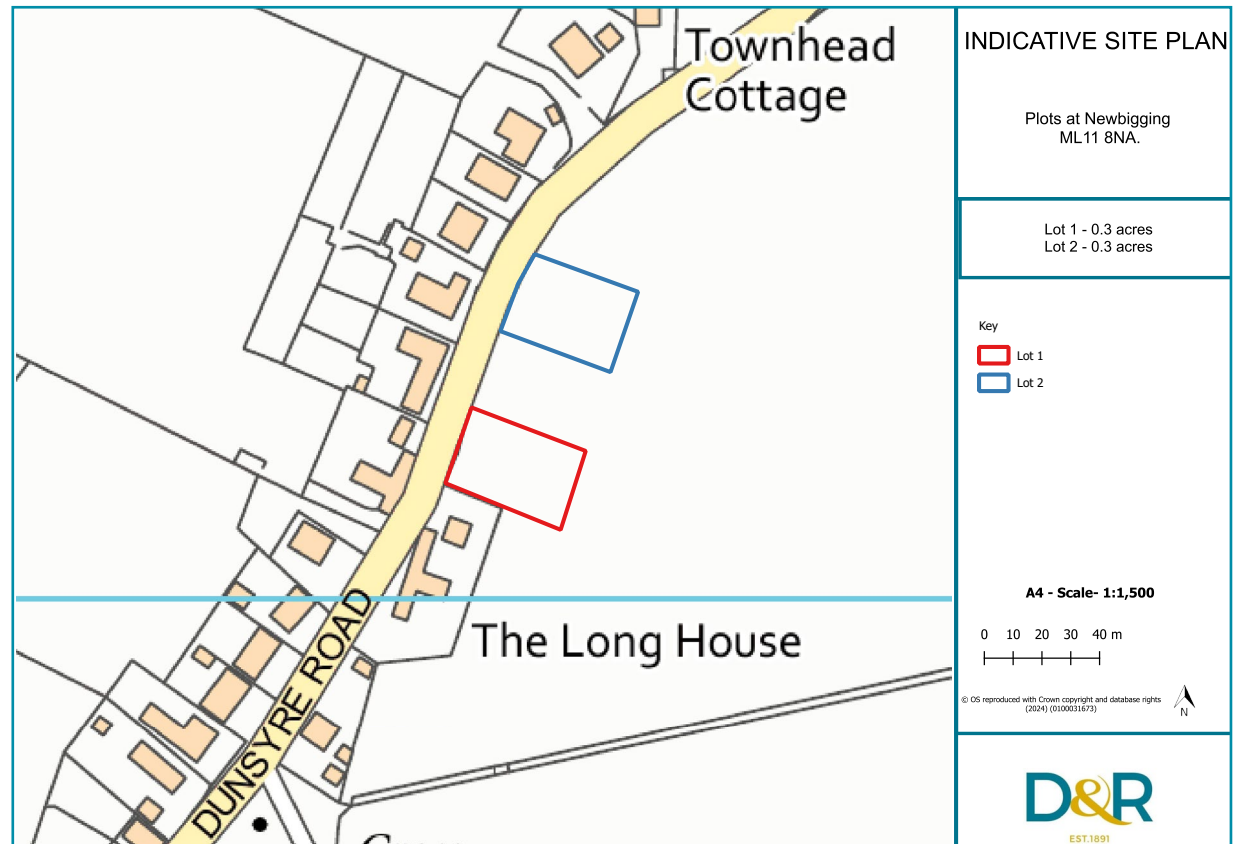 Townhead
Cottage
The Long House
DUNSYRE ROAD
INDICATIVE SITE PLAN
Plots at Newbigging
ML11 8NA.
Lot 1 - 0.3 acres
Lot 2 - 0.3 acres
Key
Lot 1
Lot 2
A4 - Scale- 1:1,500
0 10 20 30 40 m
© OS reproduced with Crown copyright and database rights
(2024) (0100031673)
N
D&R
EST.1891